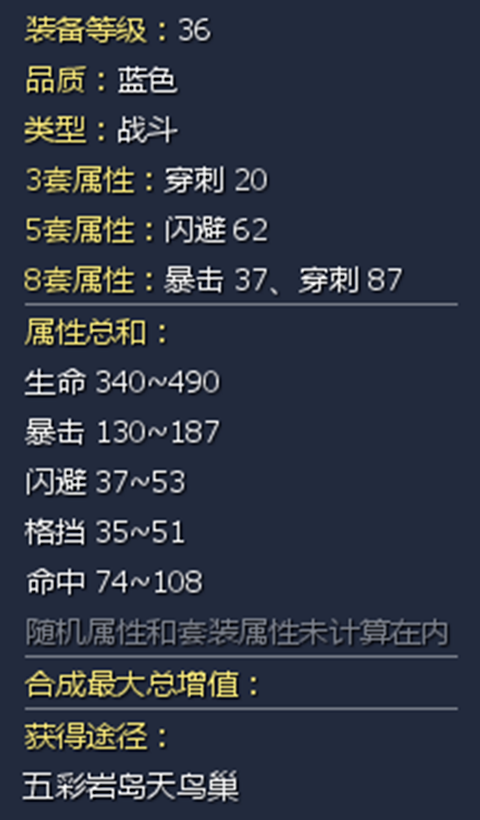 装备等级：36
品质：蓝色
类型：战斗
3套属性：穿刺 20
5套属性：闪避 62
8套属性：暴击 37、穿刺 87
属性总和：
生命 340~490
暴击 130~187
闪避 37~53
格挡 35~51
命中 74~108
随机属性和套装属性未计算在内
合成最大总增值：
获得途径：
五彩岩岛天鸟巢